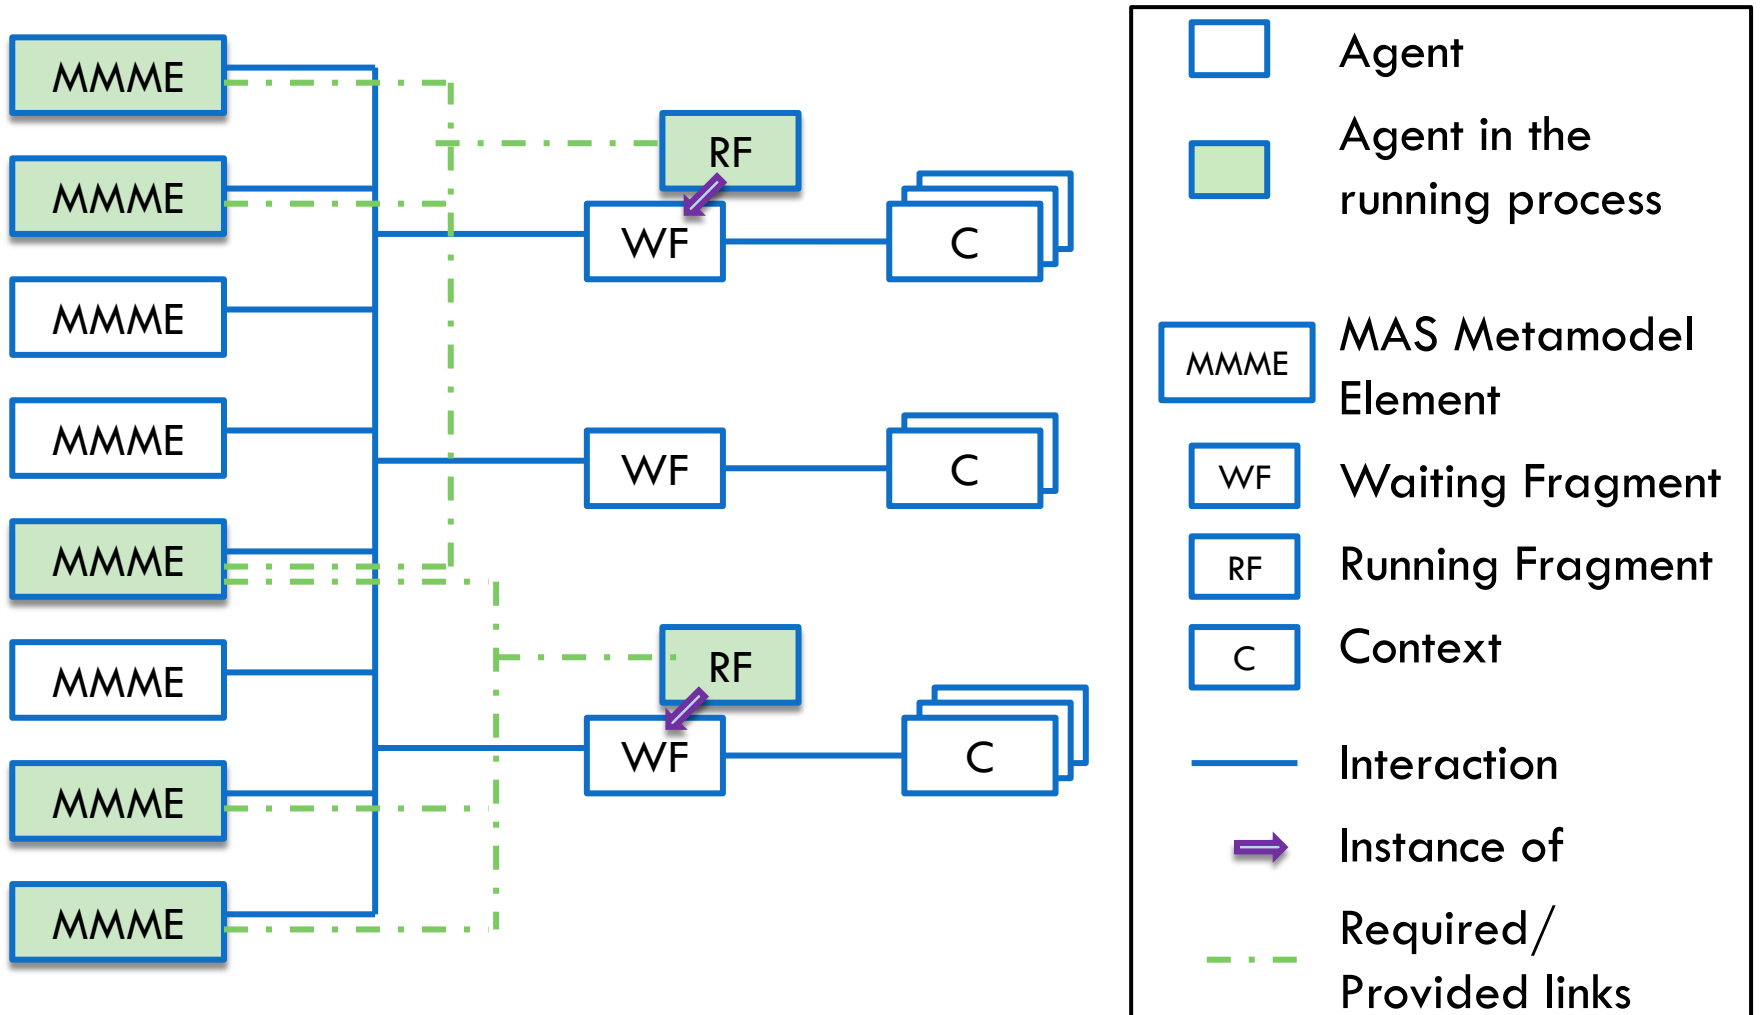 MMME
MMME
MMME
MMME
MMME
MMME
MMME
MMME
RF
WF
C
WF
C
RF
WF
C
Agent
Agent in the
running process
MMME
MAS Metamodel
Element
WF
Waiting Fragment
RF
Running Fragment
C
Context
Interaction
Instance of
Required/
Provided links